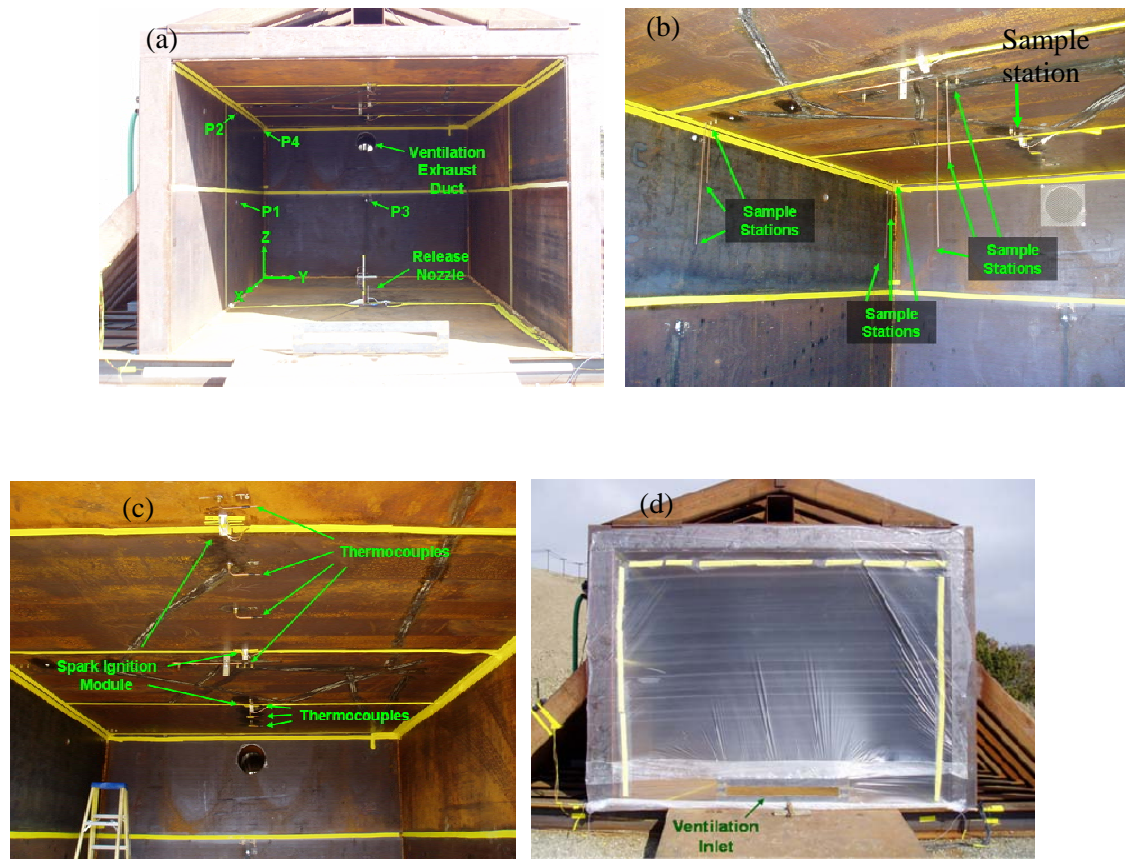 (a)
P2
P4
Ventilation
Exhaust
Duct
P1
P3
Z
Release
Nozzle
Y
X
(b)
Sample
station
Sample
Stations
Sample
Stations
Sample
Stations
(c)
T6
Thermocouples
Spark Ignition
Module
Thermocouples
(d)
Ventilation
Inlet